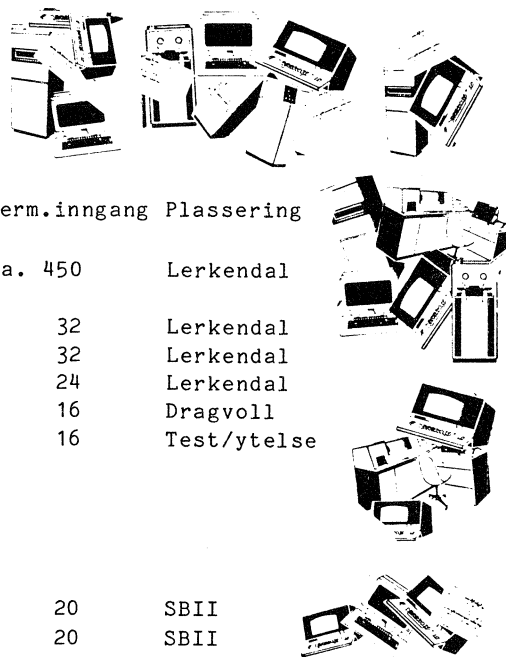 erm.inngang Plassering
a. 450 Lerkendal
32 Lerkendal
32 Lerkendal
24 Lerkendal
16 Dragvoll
16 Test/ytelse
20 SBII
20 SBII